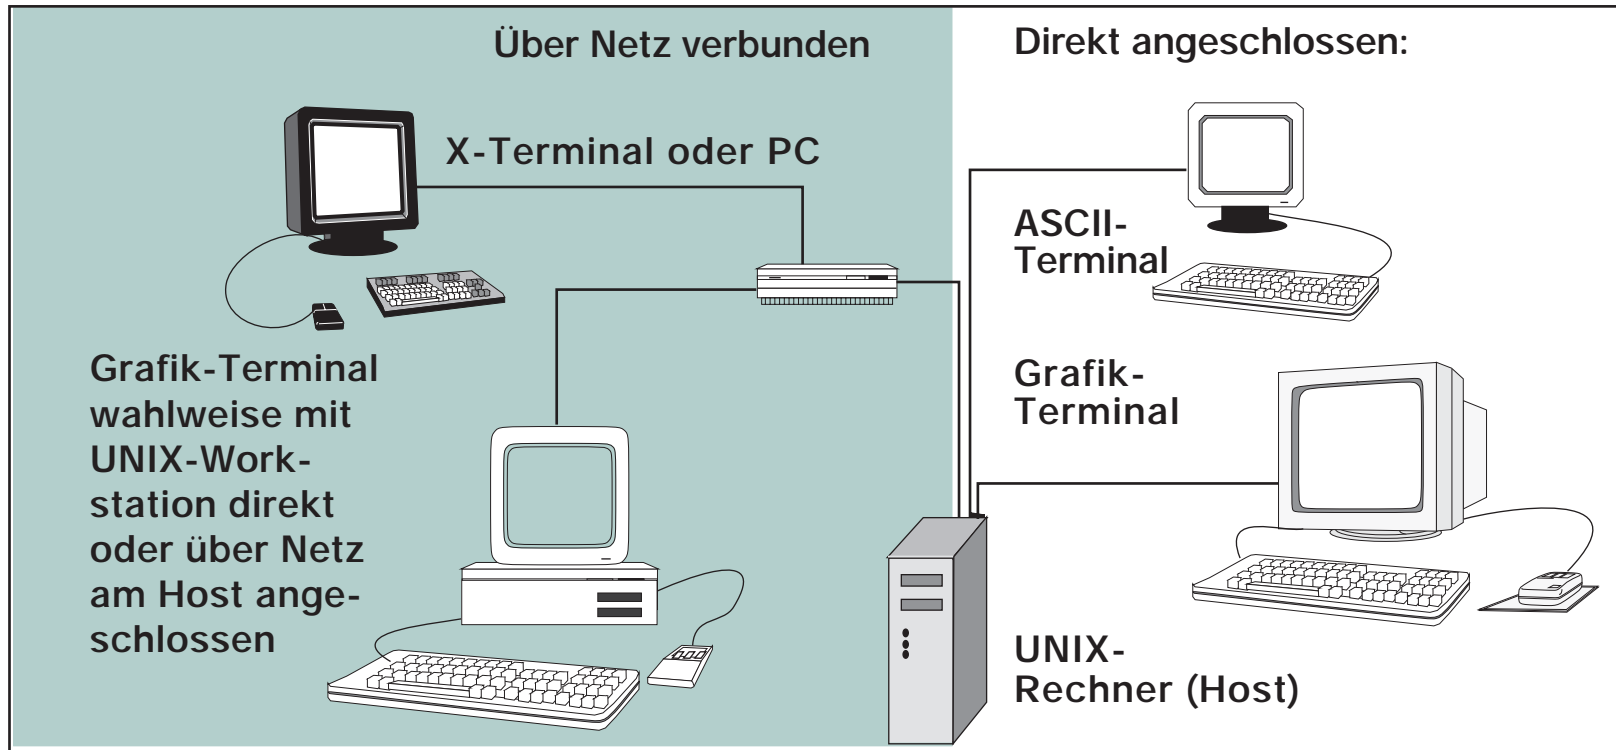 Über Netz verbunden
Direkt angeschlossen:
X-Terminal oder PC
ASCII-
Terminal
Grafik-Terminal
wahlweise mit
UNIX-Work-
station direkt
oder über Netz
am Host ange-
schlossen
Grafik-
Terminal
UNIX-
Rechner (Host)